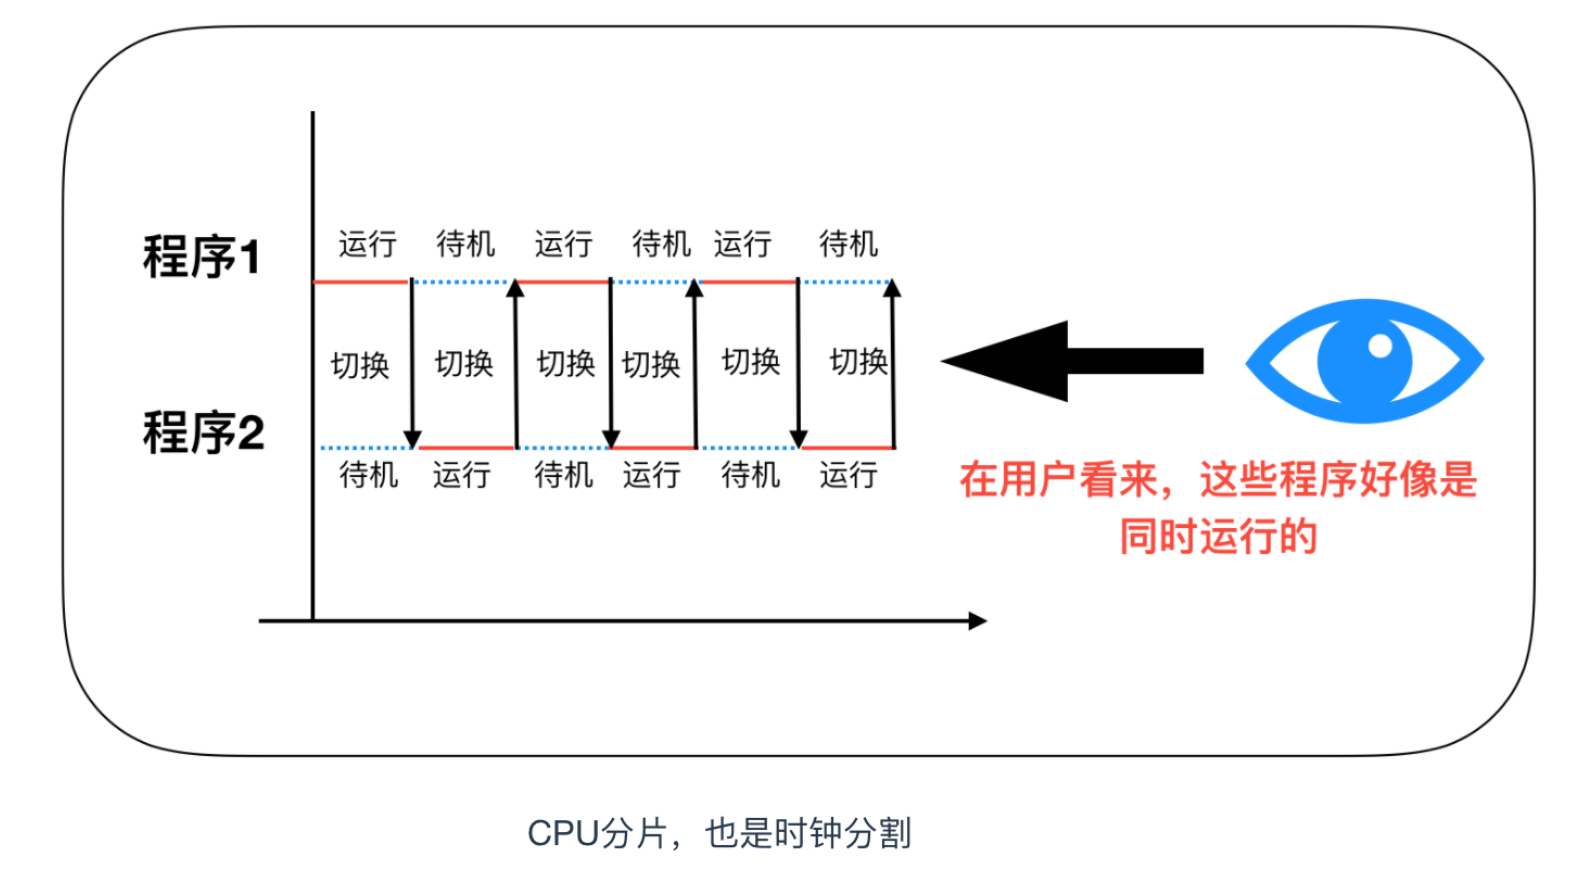 运行 待机 运行 待机 运行 待机
程序1
切换 切换 切换 切换 切换 切换
程序2
待机 运行 待机 运行 待机 运行
在用户看来，这些程序好像是
同时运行的
CPU分片，也是时钟分割